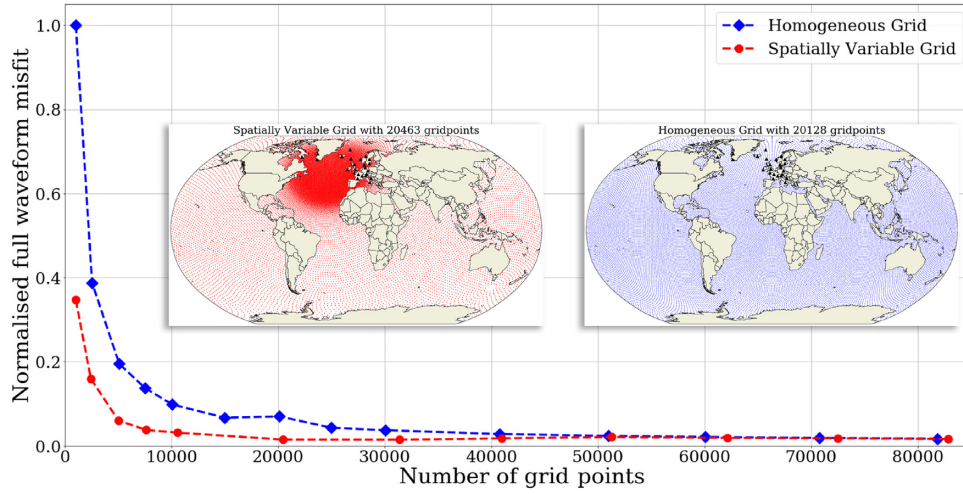 Normalised full waveform misfit
1.0
0.8
0.6
0.4
0.2
0.0
Homogeneous Grid
Spatially Variable Grid
Spatially Variable Grid with 20463 gridpoints
Homogeneous Grid with 20128 gridpoints
0 10000 20000 30000 40000 50000 60000 70000 80000
Number of grid points